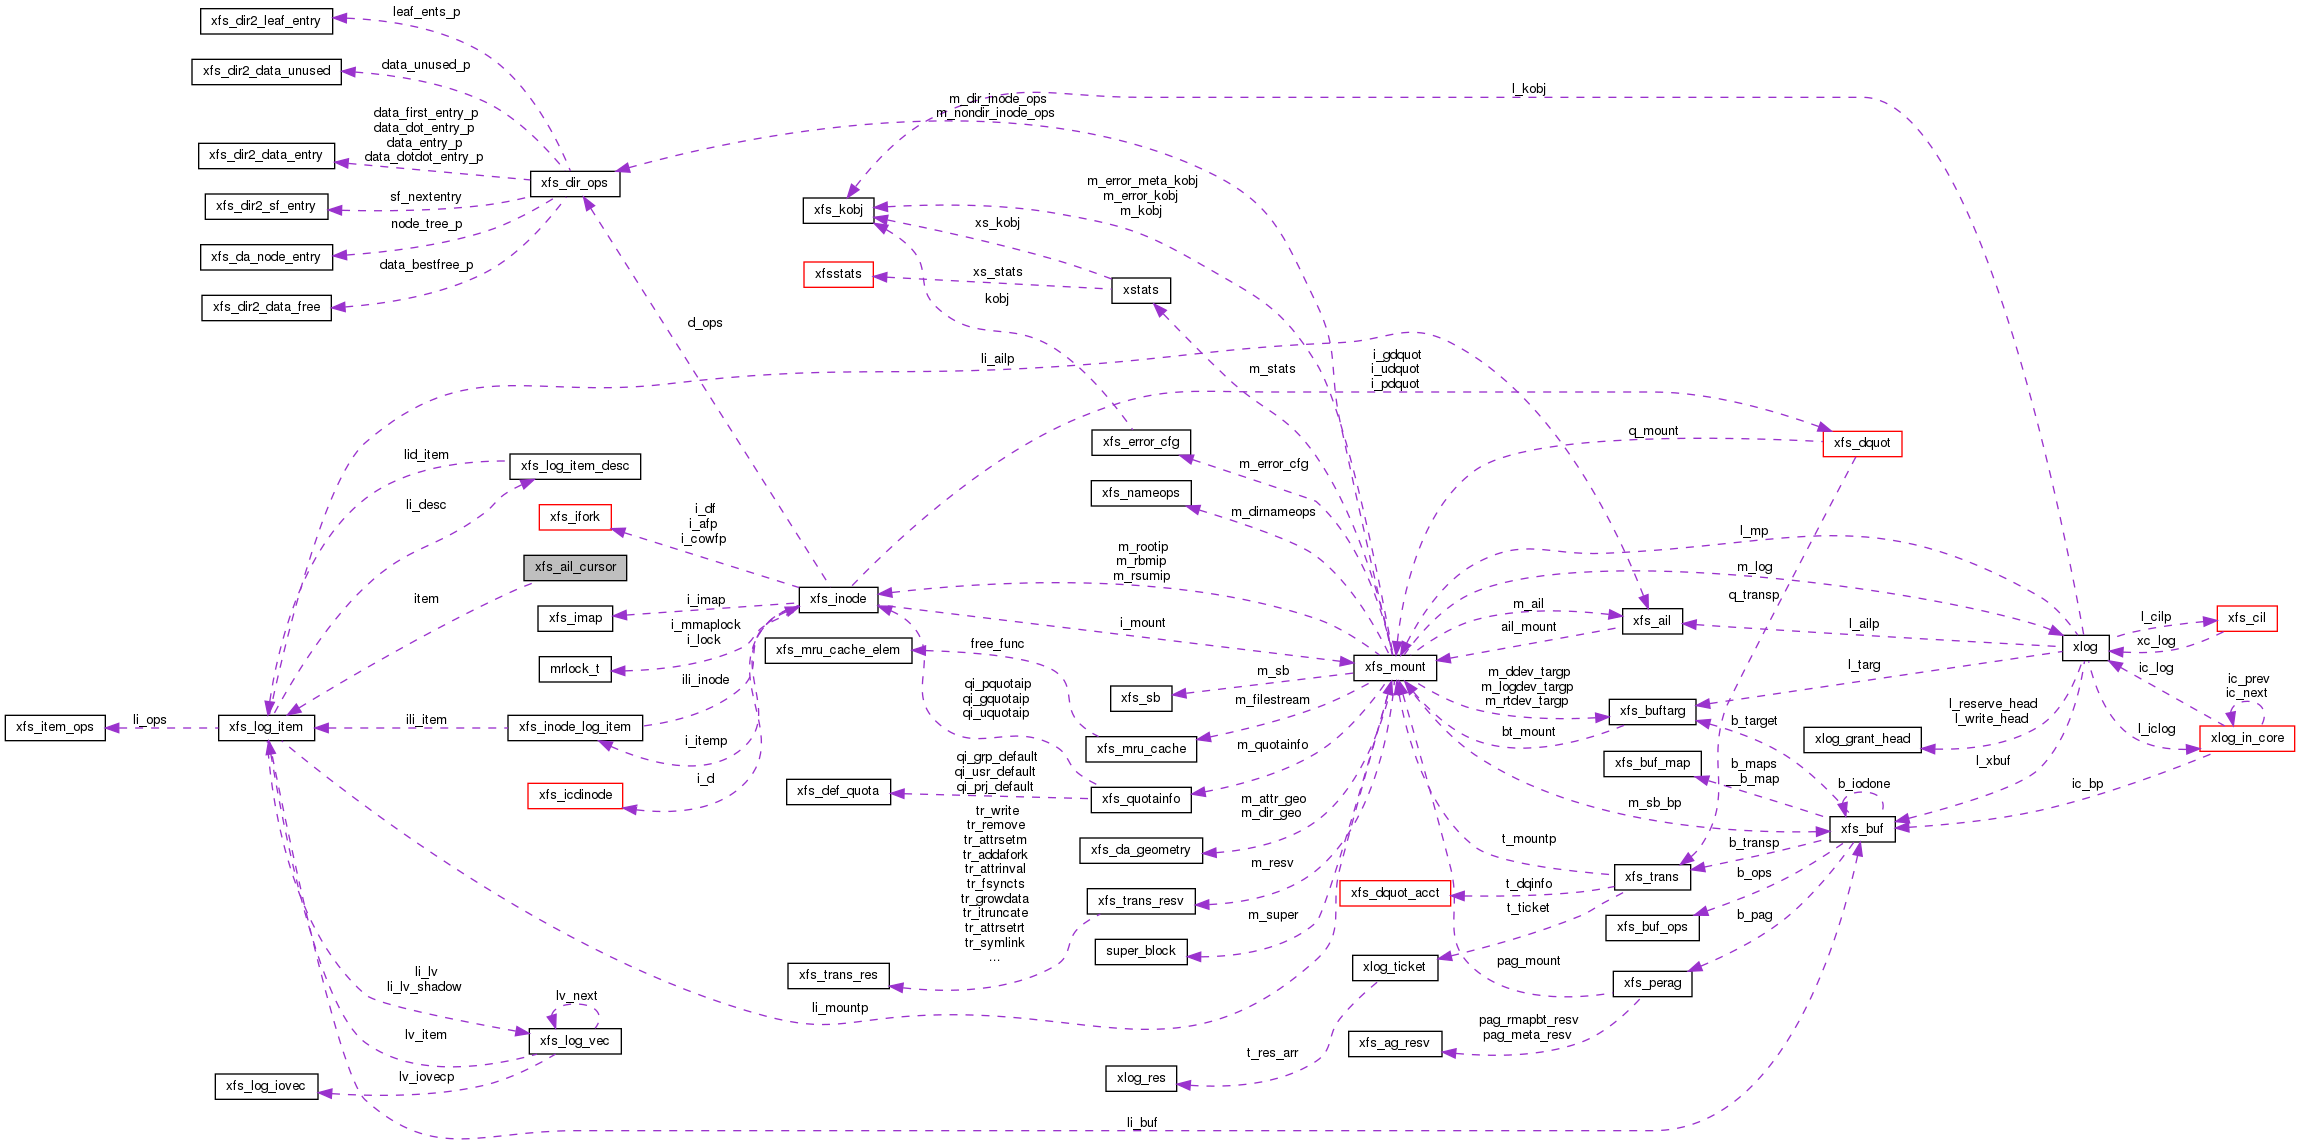 xfs_dir2_leaf_entry
leaf_ents_p
xfs_dir2_data_unused
data_unused_p
data_first_entry_p
data_dot_entry_p
data_entry_p
data_dotdot_entry_p
xfs_dir2_data_entry
xfs_dir_ops
xfs_dir2_sf_entry
sf_nextentry
xfs_da_node_entry
node_tree_p
xfs_dir2_data_free
data_bestfree_p
d_ops
m_dir_inode_ops
m_nondir_inode_ops
l_kobj
m_error_meta_kobj
m_error_kobj
m_kobj
xfs_kobj
xs_kobj
xfsstats
xs_stats
xstats
kobj
li_ailp
m_stats
i_gdquot
i_udquot
i_pdquot
xfs_error_cfg
q_mount
xfs_dquot
m_error_cfg
xfs_nameops
m_dirnameops
lid_item
xfs_log_item_desc
li_desc
xfs_ifork
i_df
i_afp
i_cowfp
xfs_ail_cursor
item
xfs_imap
i_imap
xfs_inode
i_mmaplock
i_lock
mrlock_t
ili_inode
xfs_mru_cache_elem
free_func
m_rootip
m_rbmip
m_rsumip
i_mount
l_mp
m_log
q_transp
m_ail
ail_mount
xfs_ail
l_ailp
xlog
l_cilp
xfs_cil
xc_log
ic_log
xfs_mount
m_sb
xfs_sb
m_filestream
xfs_mru_cache
m_ddev_targp
m_logdev_targp
m_rtdev_targp
xfs_buftarg
bt_mount
l_targ
b_target
l_reserve_head
l_write_head
xlog_grant_head
l_iclog
ic_prev
ic_next
xlog_in_core
l_xbuf
ic_bp
xfs_item_ops
li_ops
xfs_log_item
ili_item
xfs_inode_log_item
i_itemp
i_d
xfs_icdinode
qi_pquotaip
qi_gquotaip
qi_uquotaip
m_quotainfo
xfs_quotainfo
qi_grp_default
qi_usr_default
qi_prj_default
xfs_def_quota
xfs_buf_map
b_maps
__b_map
b_iodone
xfs_buf
m_sb_bp
m_attr_geo
m_dir_geo
xfs_da_geometry
tr_write
tr_remove
tr_attrsetm
tr_addafork
tr_attrinval
tr_fsyncts
tr_growdata
tr_itruncate
tr_attrsetrt
tr_symlink
...
m_resv
xfs_trans_resv
m_super
super_block
xfs_trans_res
t_mountp
b_transp
xfs_trans
t_dqinfo
xfs_dquot_acct
t_ticket
b_ops
xfs_buf_ops
b_pag
xlog_ticket
pag_mount
xfs_perag
li_lv
li_lv_shadow
lv_next
li_mountp
lv_item
xfs_log_vec
pag_rmapbt_resv
pag_meta_resv
xfs_ag_resv
t_res_arr
xlog_res
xfs_log_iovec
lv_iovecp
li_buf